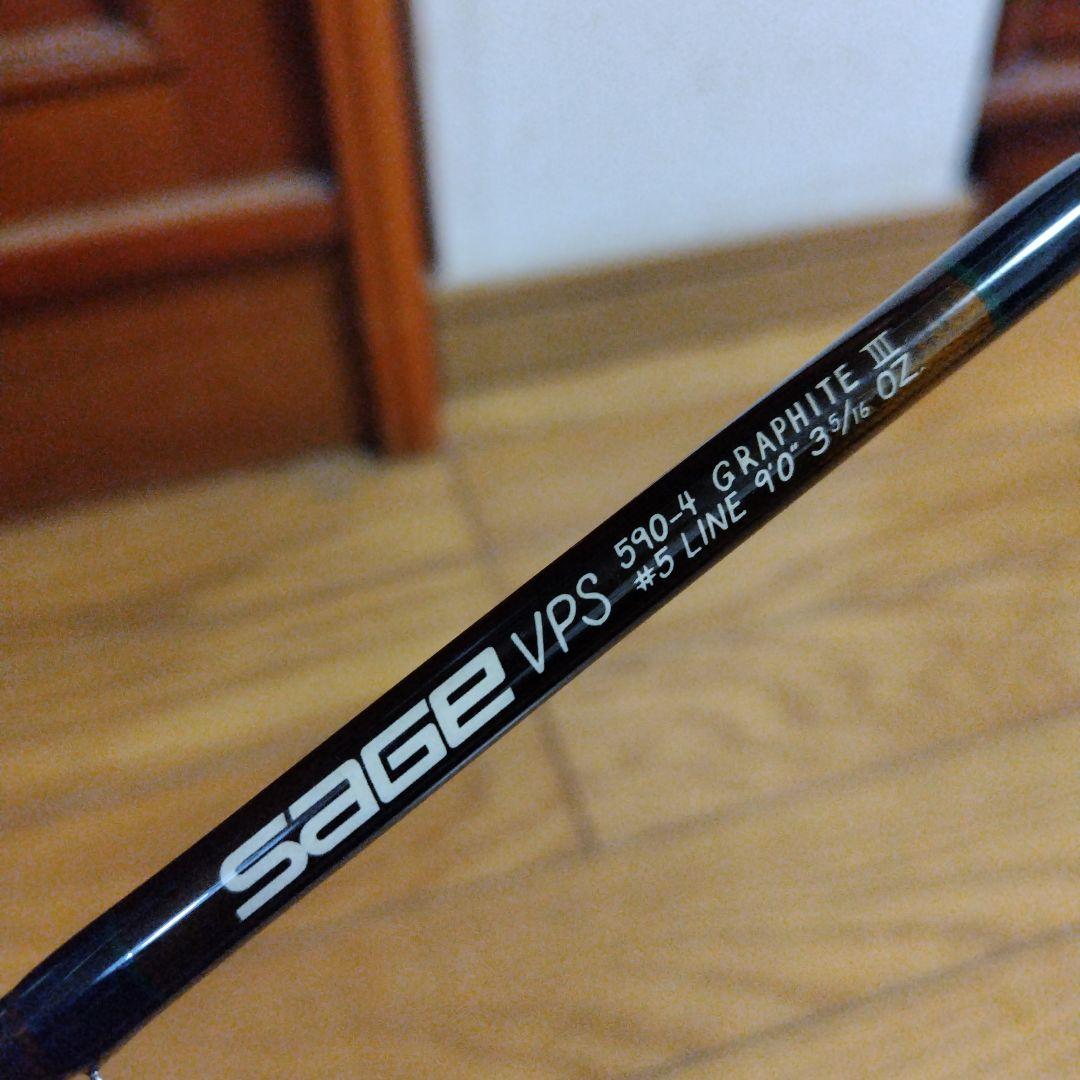 SAGE VPS
590-4 GRAPHITE III
#5 LINE 9'0" 3 5/16 OZ.